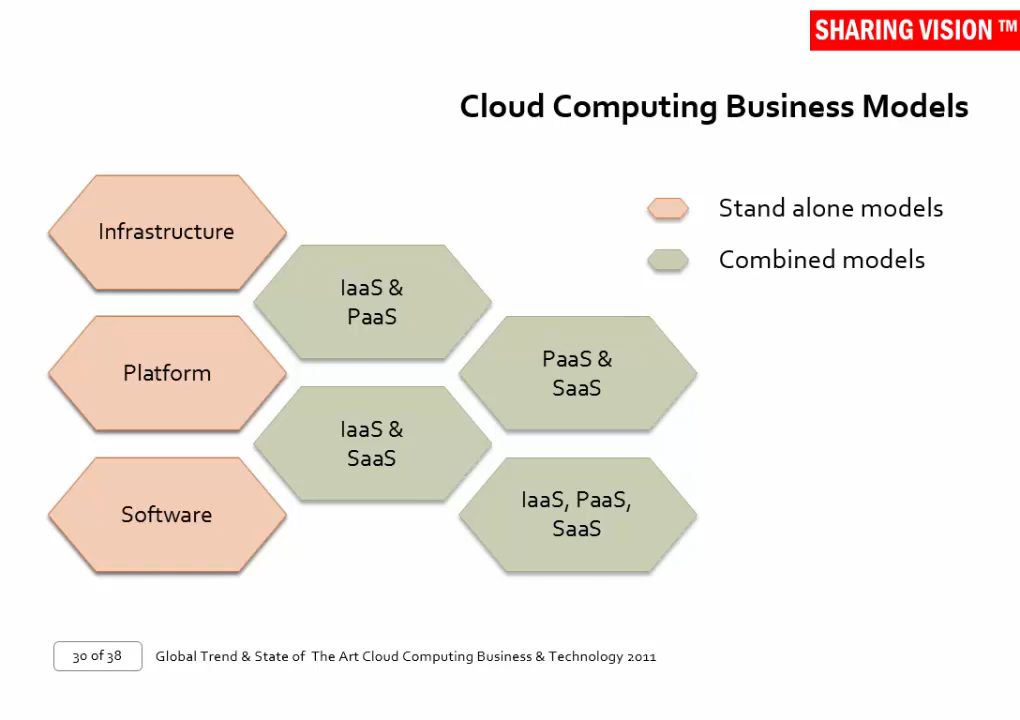 SHARING VISION ™
Cloud Computing Business Models
Infrastructure
Platform
Software
IaaS &
PaaS
IaaS &
SaaS
PaaS &
SaaS
IaaS, PaaS,
SaaS
Stand alone models
Combined models
30 of 38
Global Trend & State of The Art Cloud Computing Business & Technology 2011